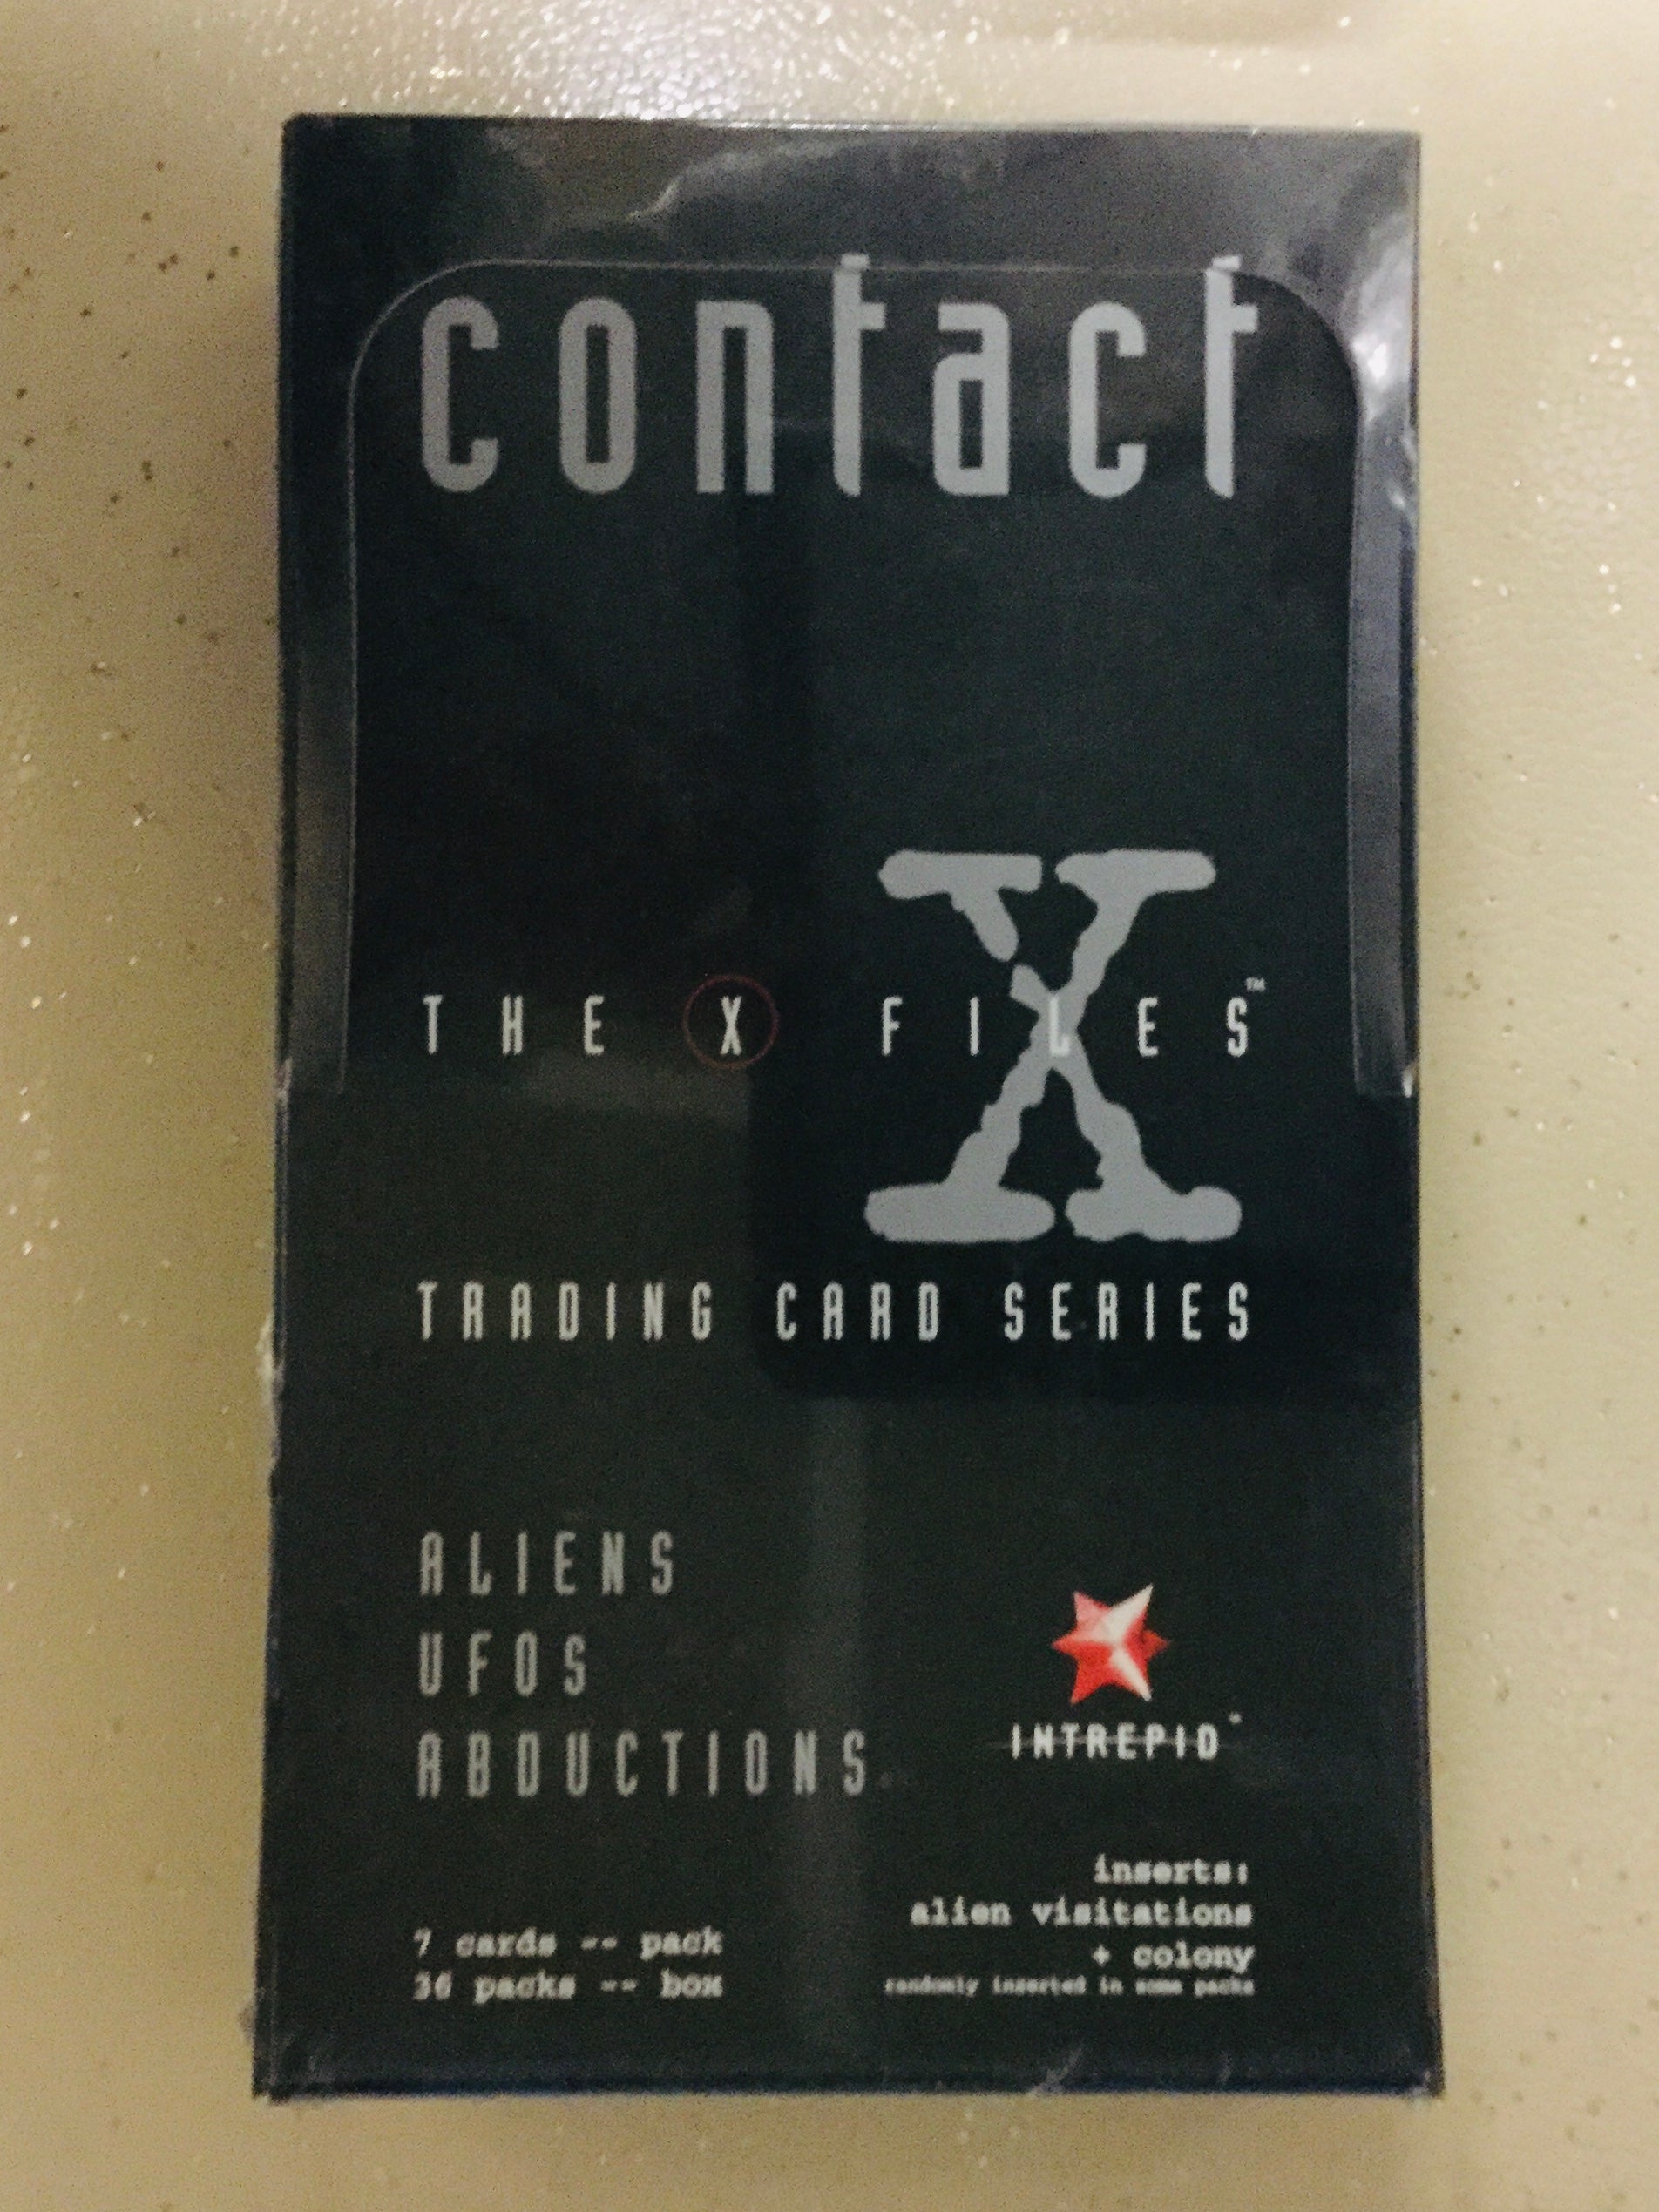 contact
X
THE X FILES™
TRADING CARD SERIES
ALIENS
UFOS
ABDUCTIONS
INTREPID™
7 cards -- pack
36 packs -- box
inserts:
alien visitations
+ colony
randomly inserted in some packs